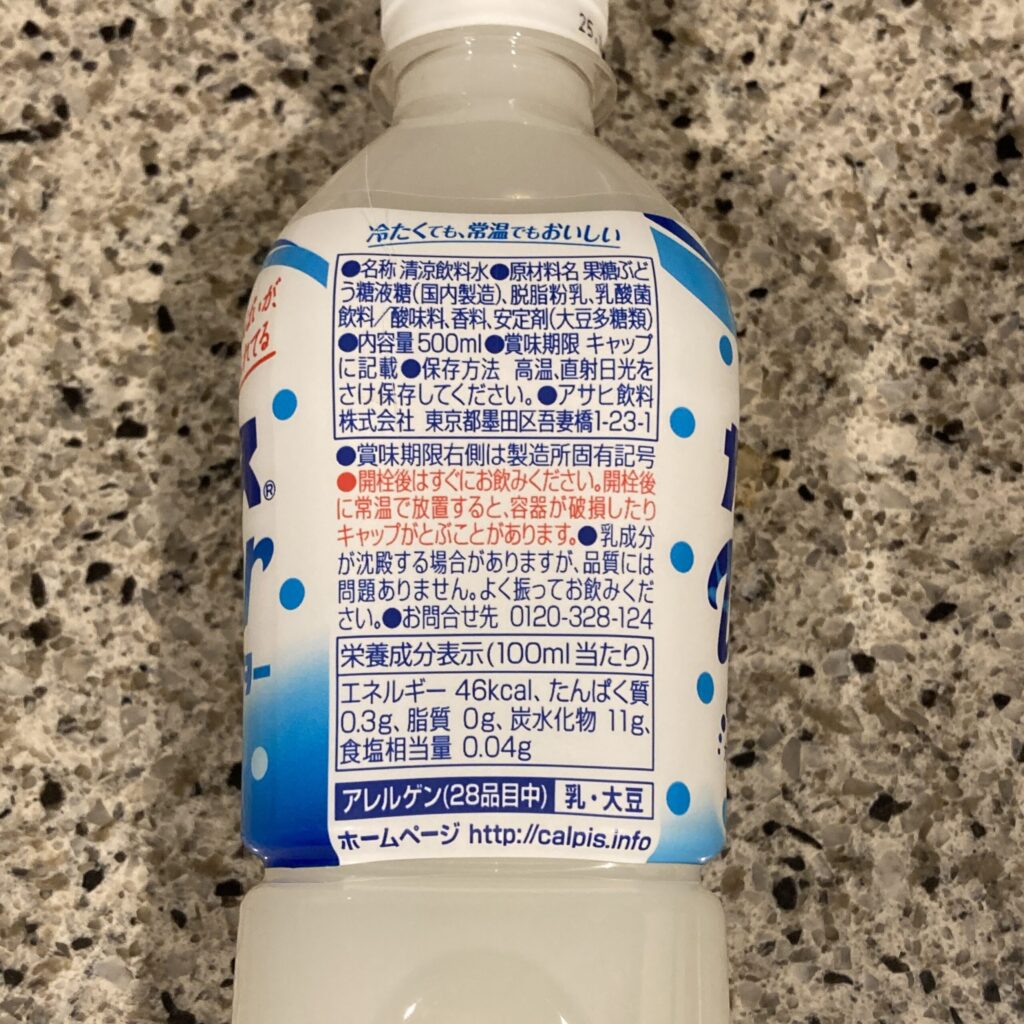 25.
冷たくても、常温でもおいしい
●名称 清涼飲料水●原材料名 果糖ぶど
う糖液糖(国内製造)、脱脂粉乳、乳酸菌
飲料/酸味料、香料、安定剤(大豆多糖類)
●内容量500ml●賞味期限 キャップ
に記載●保存方法 高温、直射日光を
さけ保存してください。●アサヒ飲料
株式会社 東京都墨田区吾妻橋1-23-1
●賞味期限右側は製造所固有記号
●開栓後はすぐにお飲みください。開栓後
に常温で放置すると、容器が破損したり
キャップがとぶことがあります。●乳成分
が沈殿する場合がありますが、品質には
問題ありません。よく振ってお飲みくだ
さい。●お問合せ先 0120-328-124
栄養成分表示(100ml当たり)
エネルギー 46kcal、たんぱく質
0.3g、脂質 0g、炭水化物 11g、
食塩相当量 0.04g
アレルゲン(28品目中) 乳・大豆
ホームページ http://calpis.info
K®
r
ター